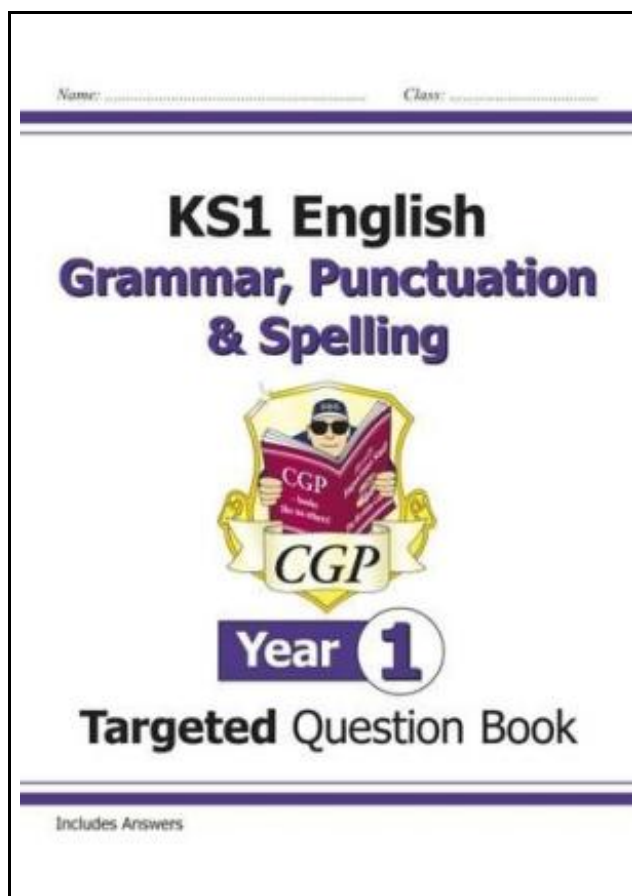 Name: ........................ Class: ........................
KS1 English
Grammar, Punctuation
& Spelling
CGP
CGP
Year 1
Targeted Question Book
Includes Answers